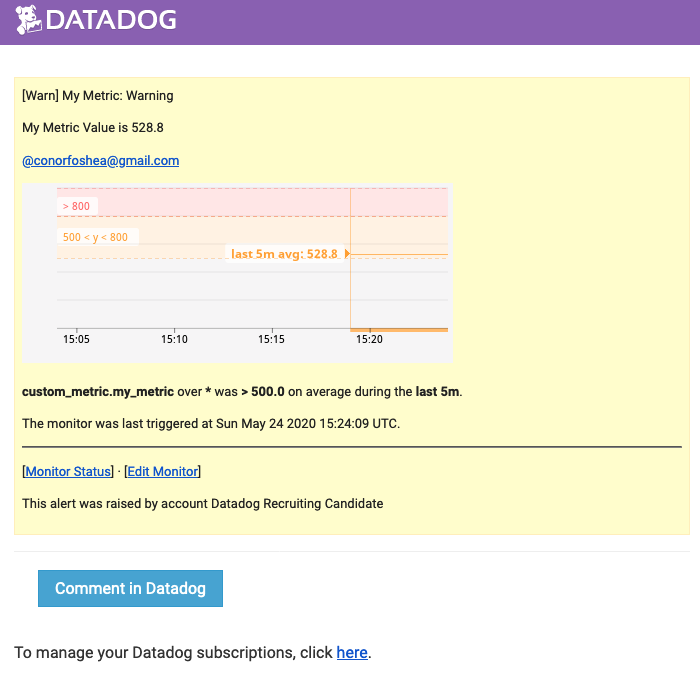 DATADOG
[Warn] My Metric: Warning
My Metric Value is 528.8
@conorfoshea@gmail.com
> 800
500 < y < 800
last 5m avg: 528.8
15:05 15:10 15:15 15:20
custom_metric.my_metric over * was > 500.0 on average during the last 5m.
The monitor was last triggered at Sun May 24 2020 15:24:09 UTC.
[Monitor Status] · [Edit Monitor]
This alert was raised by account Datadog Recruiting Candidate
Comment in Datadog
To manage your Datadog subscriptions, click here.